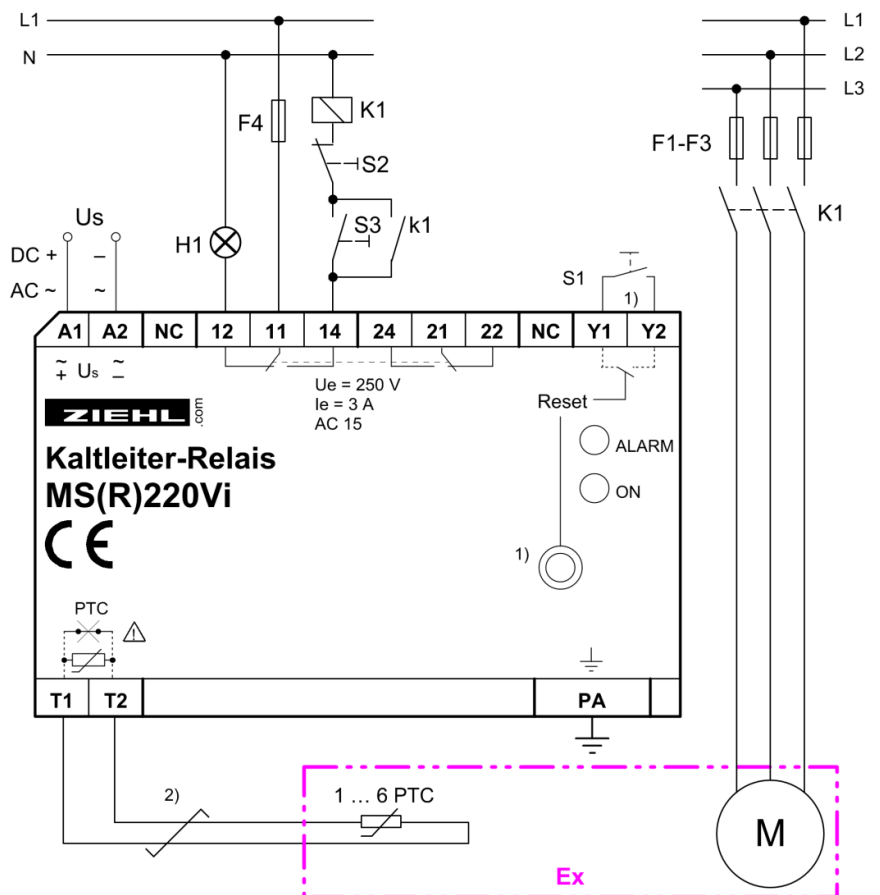 L1
L1
N
L2
L3
F4
K1
F1-F3
S2
S3
k1
K1
Us
H1
DC +
–
AC ~
~
S1
1)
A1 A2 NC 12 11 14 24 21 22 NC Y1 Y2
~ Us ~
+ –
Ue = 250 V
Ie = 3 A
AC 15
Reset
ZIEHL .com
ALARM
Kaltleiter-Relais
MS(R)220Vi
ON
CE
1)
PTC
T1 T2
PA
2)
1 ... 6 PTC
M
Ex